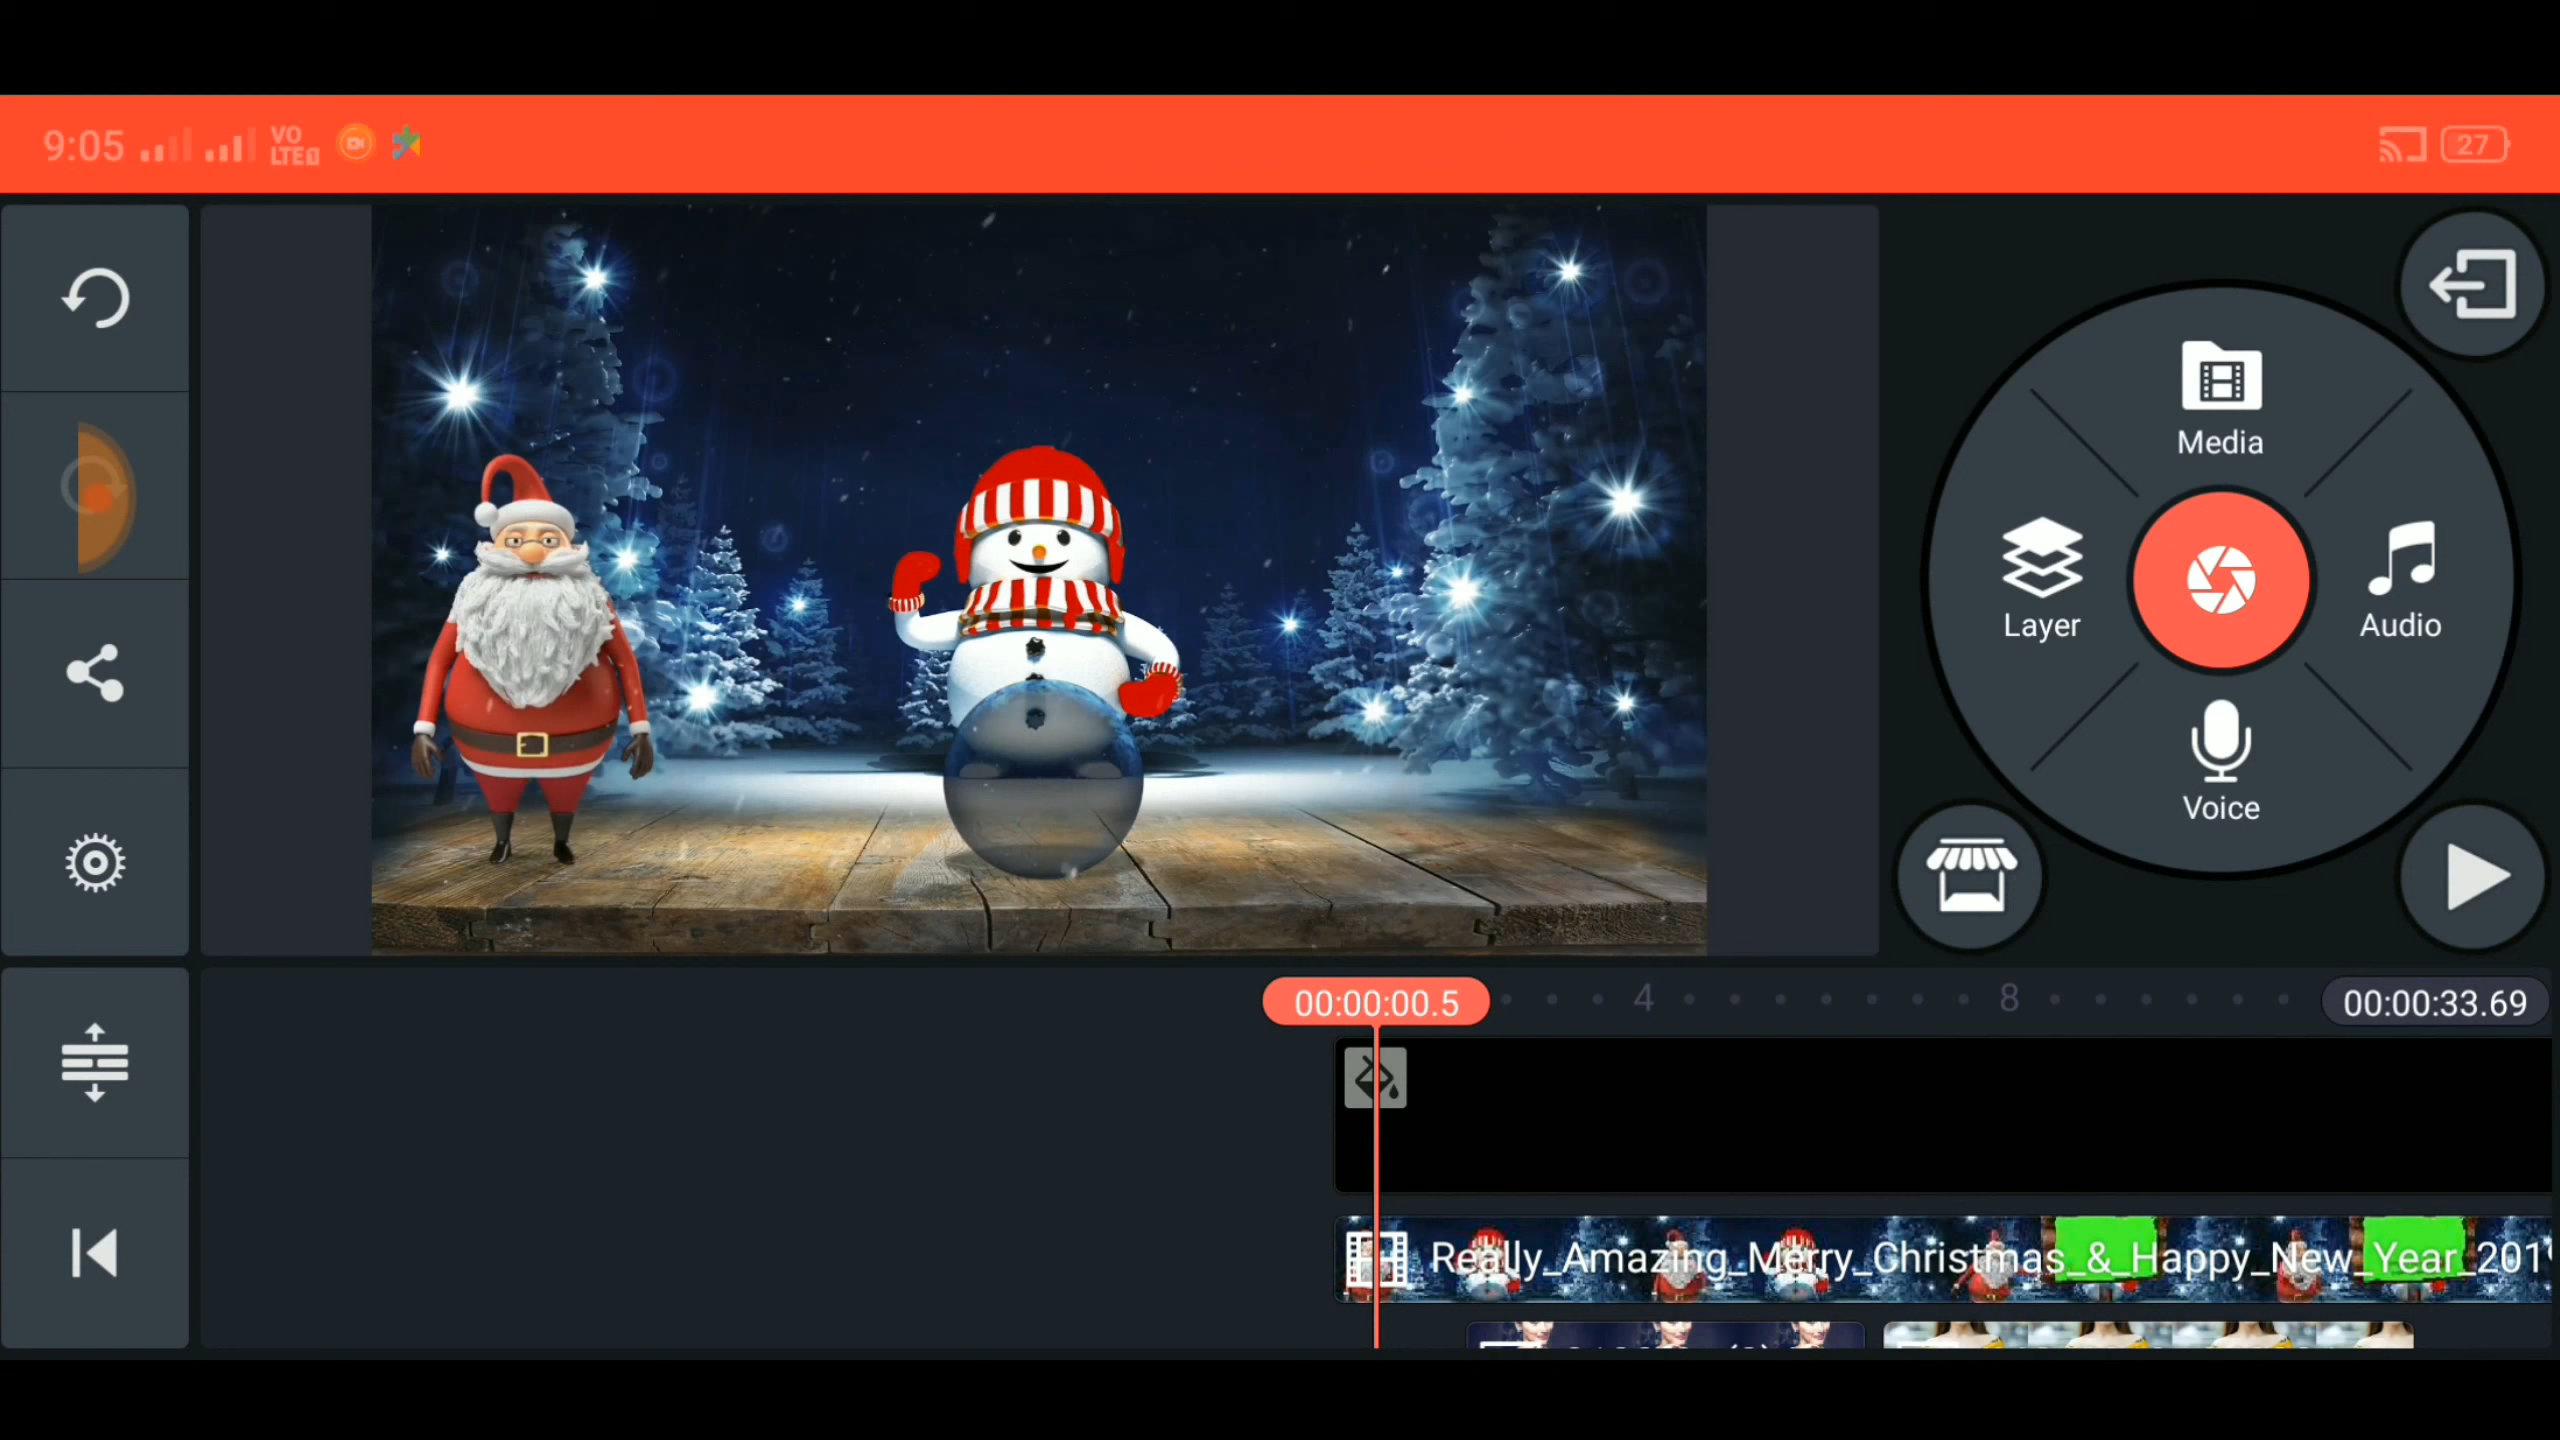 9:05 VO LTE1
27
Media
Layer
Audio
Voice
00:00:00.5
4
8
00:00:33.69
Really_Amazing_Merry_Christmas_&_Happy_New_Year_201